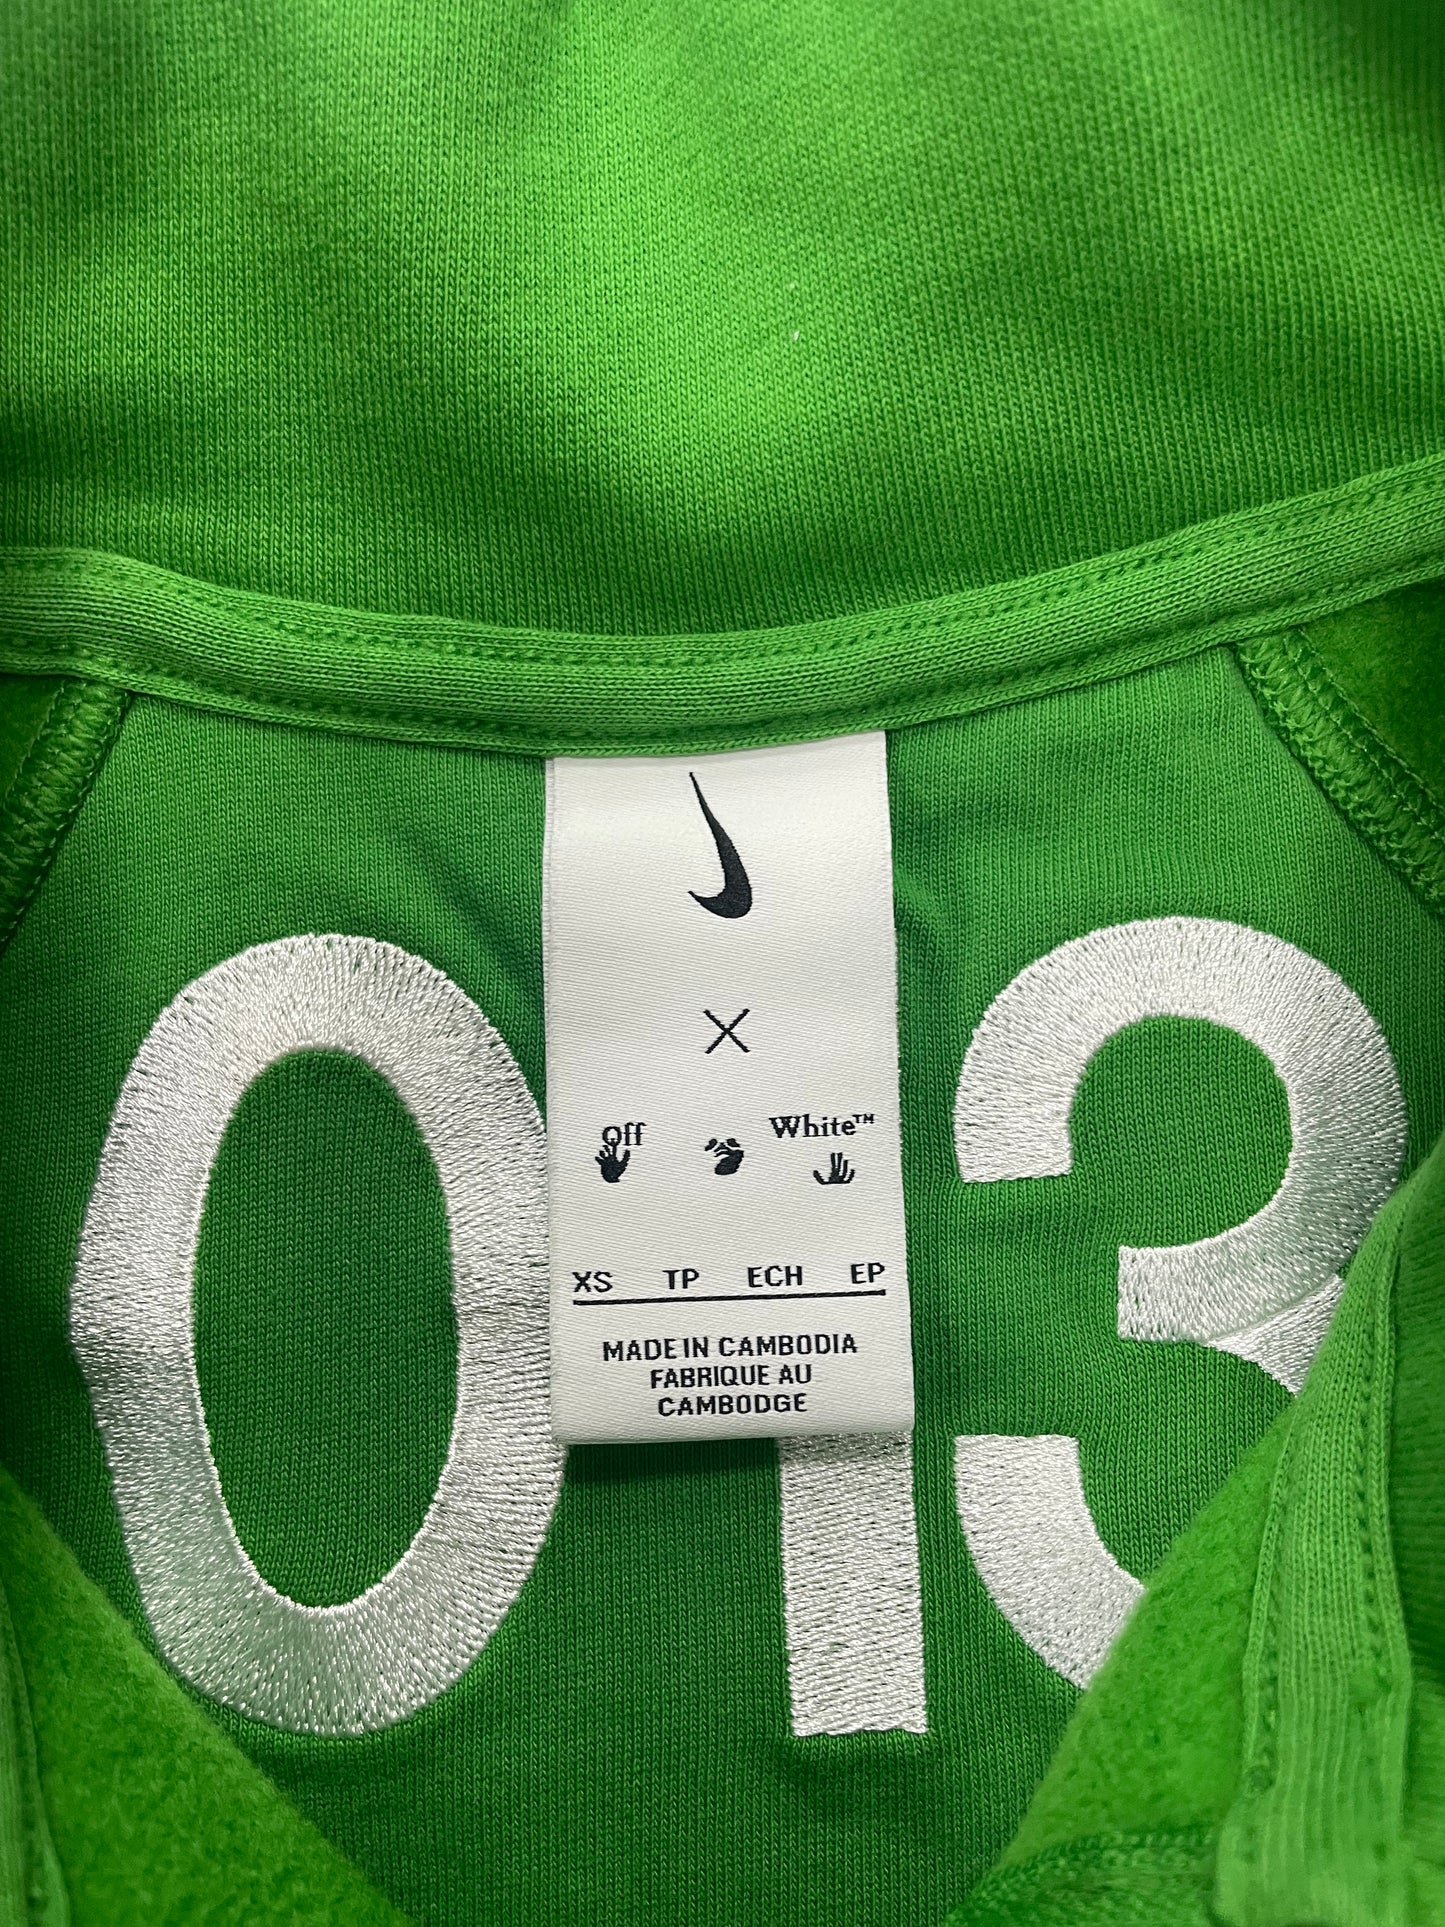 ×
Off White™
XS TP ECH EP
MADE IN CAMBODIA
FABRIQUE AU
CAMBODGE
013